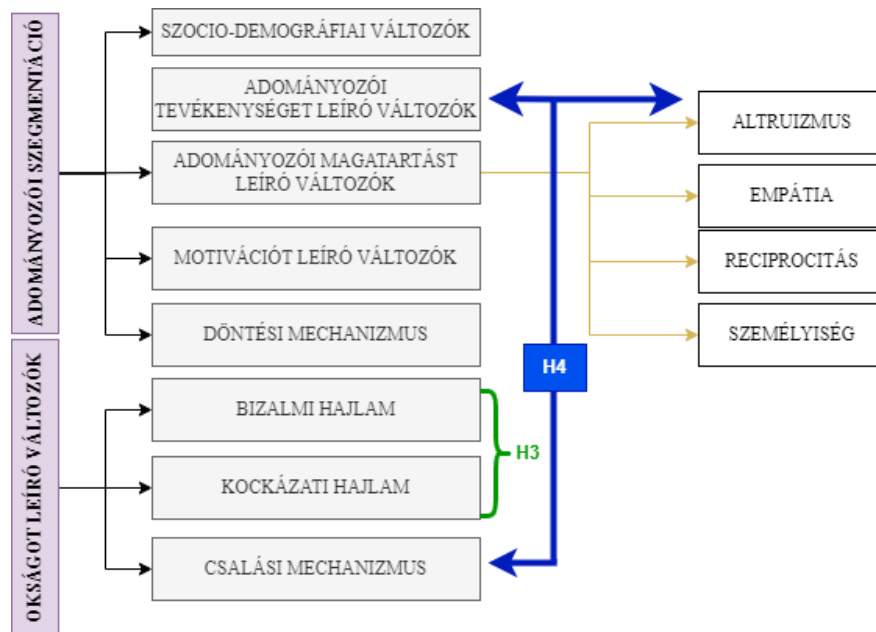 ADOMÁNYOZÓI SZEGMENTÁCIÓ
SZOCIO-DEMOGRÁFIAI VÁLTOZÓK
ADOMÁNYOZÓI
TEVÉKENYSÉGET LEÍRÓ VÁLTOZÓK
ADOMÁNYOZÓI MAGATARTÁST
LEÍRÓ VÁLTOZÓK
MOTIVÁCIÓT LEÍRÓ VÁLTOZÓK
DÖNTÉSI MECHANIZMUS
ALTRUIZMUS
EMPÁTIA
RECIPROCITÁS
SZEMÉLYISÉG
H4
OKSÁGOT LEÍRÓ VÁLTOZÓK
BIZALMI HAJLAM
KOCKÁZATI HAJLAM
CSALÁSI MECHANIZMUS
H3